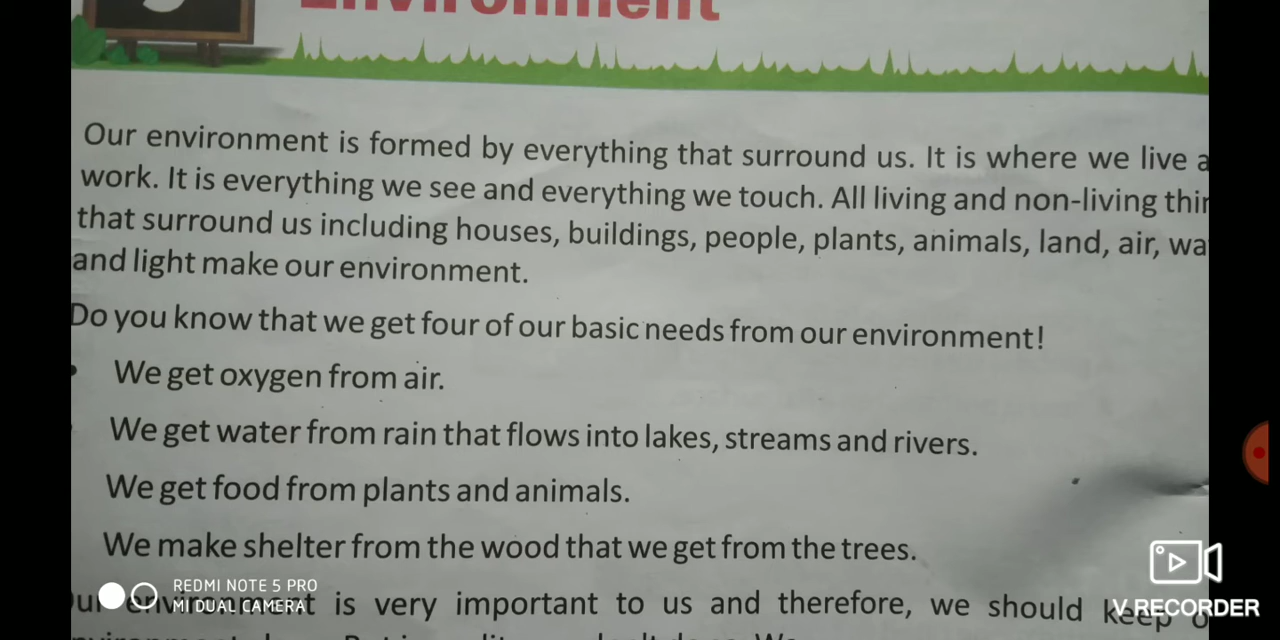 Environment
Our environment is formed by everything that surround us. It is where we live
work. It is everything we see and everything we touch. All living and non-living
that surround us including houses, buildings, people, plants, animals, land, air,
and light make our environment.
Do you know that we get four of our basic needs from our environment!
• We get oxygen from air.
We get water from rain that flows into lakes, streams and rivers.
We get food from plants and animals.
We make shelter from the wood that we get from the trees.
environment is very important to us and therefore, we should keep
REDMI NOTE 5 PRO
MI DUAL CAMERA
V RECORDER